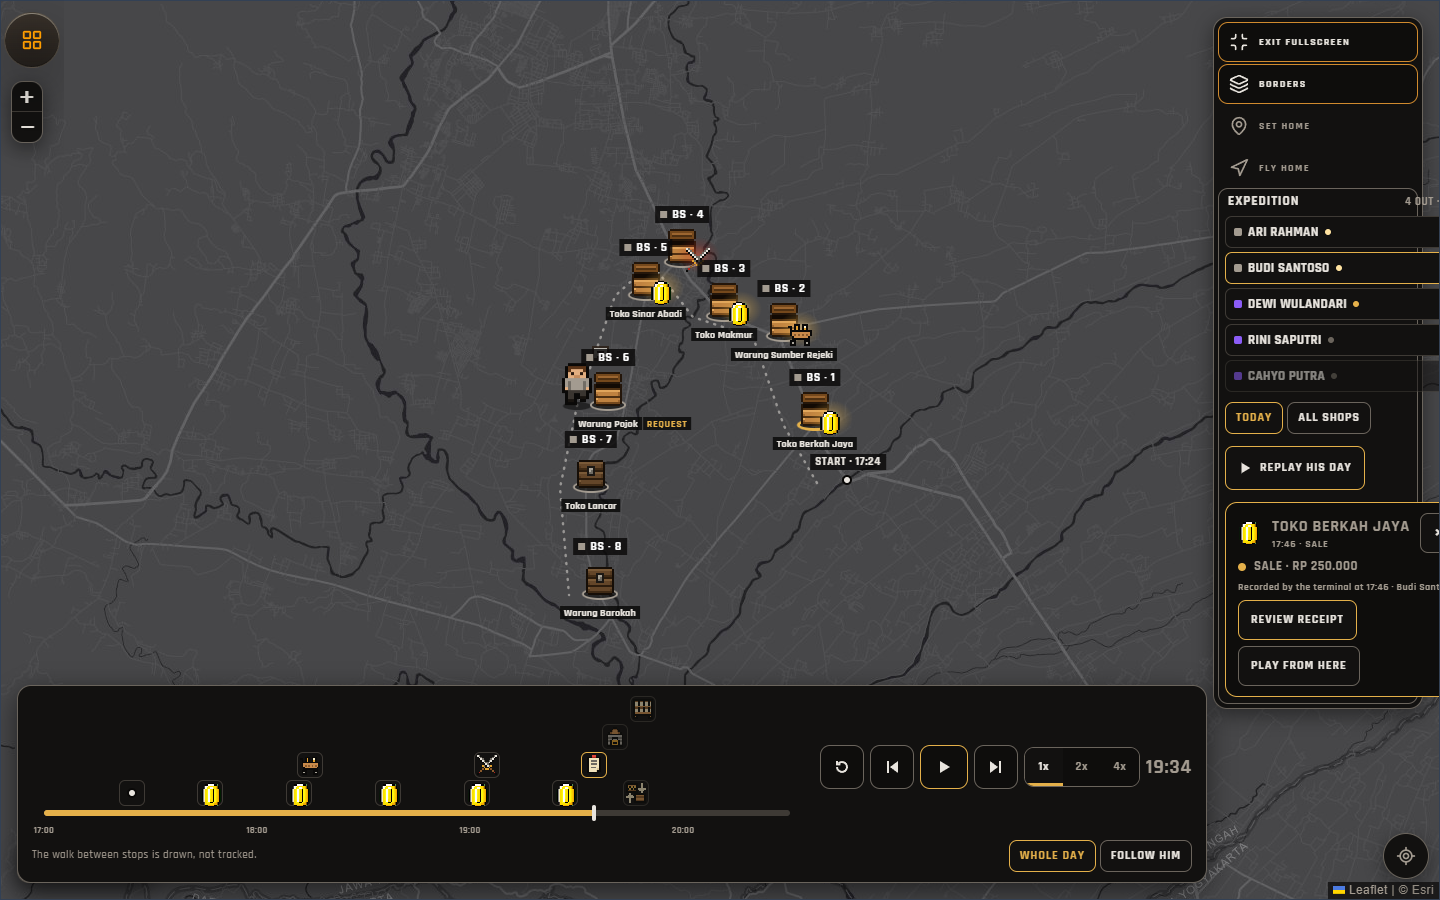 +
−
EXIT FULLSCREEN
BORDERS
SET HOME
FLY HOME
EXPEDITION
4 OUT ·
ARI RAHMAN
BUDI SANTOSO
DEWI WULANDARI
RINI SAPUTRI
CAHYO PUTRA
TODAY
ALL SHOPS
REPLAY HIS DAY
TOKO BERKAH JAYA
17:46 · SALE
SALE · RP 250.000
Recorded by the terminal at 17:46 · Budi Sant
REVIEW RECEIPT
PLAY FROM HERE
BS · 4
BS · 5
BS · 3
BS · 2
Toko Sinar Abadi
Toko Makmur
Warung Sumber Rejeki
BS · 6
BS · 1
Warung Pojok
REQUEST
BS · 7
Toko Berkah Jaya
START · 17:24
Toko Lancar
BS · 8
Warung Barokah
1x
2x
4x
19:34
17:00
18:00
19:00
20:00
The walk between stops is drawn, not tracked.
WHOLE DAY
FOLLOW HIM
YOGYAKARTA
Leaflet | © Esri